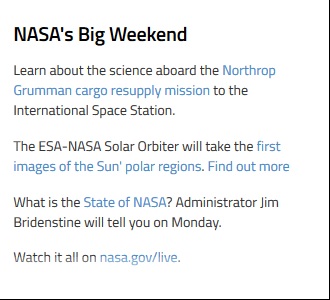 NASA's Big Weekend
Learn about the science aboard the Northrop
Grumman cargo resupply mission to the
International Space Station.
The ESA-NASA Solar Orbiter will take the first
images of the Sun' polar regions. Find out more
What is the State of NASA? Administrator Jim
Bridenstine will tell you on Monday.
Watch it all on nasa.gov/live.